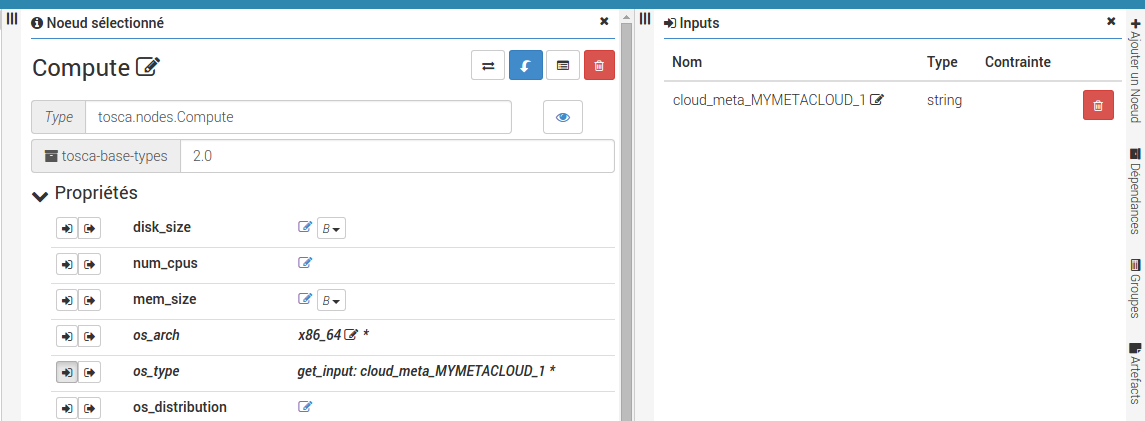 Noeud sélectionné
Compute
Type tosca.nodes.Compute
tosca-base-types 2.0
Propriétés
disk_size B
num_cpus
mem_size B
os_arch x86_64 *
os_type get_input: cloud_meta_MYMETACLOUD_1 *
os_distribution
Inputs
Nom Type Contrainte
cloud_meta_MYMETACLOUD_1 string
Ajouter un Noeud
Dépendances
Groupes
Artefacts